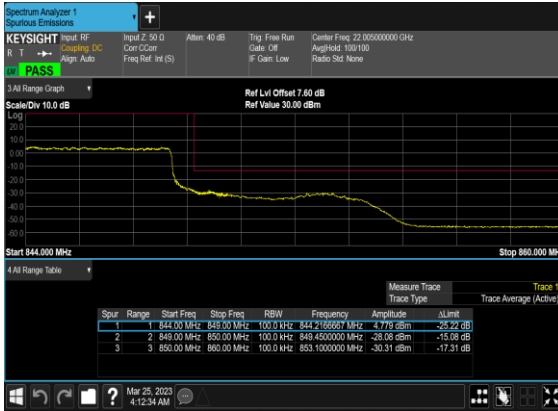 Spectrum Analyzer 1
Spurious Emissions
+
KEYSIGHT Input: RF Input Z: 50 Ω Atten: 40 dB Trig: Free Run Center Freq: 22.005000000 GHz
R T Coupling: DC Corr CCorr Gate: Off Avg|Hold: 100/100
Align: Auto Freq Ref: Int (S) IF Gain: Low Radio Std: None
PASS
3 All Range Graph
Ref Lvl Offset 7.60 dB
Scale/Div 10.0 dB Ref Value 30.00 dBm
Log
20.0
10.0
0.00
-10.0
-20.0
-30.0
-40.0
-50.0
-60.0
Start 844.000 MHz Stop 860.000 MH
4 All Range Table
Measure Trace Trace 1
Trace Type Trace Average (Active)
Spur Range Start Freq Stop Freq RBW Frequency Amplitude ΔLimit
1 1 844.00 MHz 849.00 MHz 100.0 kHz 844.2166667 MHz 4.779 dBm -25.22 dB
2 2 849.00 MHz 850.00 MHz 100.0 kHz 849.4500000 MHz -28.08 dBm -15.08 dB
3 3 850.00 MHz 860.00 MHz 100.0 kHz 853.1000000 MHz -30.31 dBm -17.31 dB
? Mar 25, 2023
4:12:34 AM